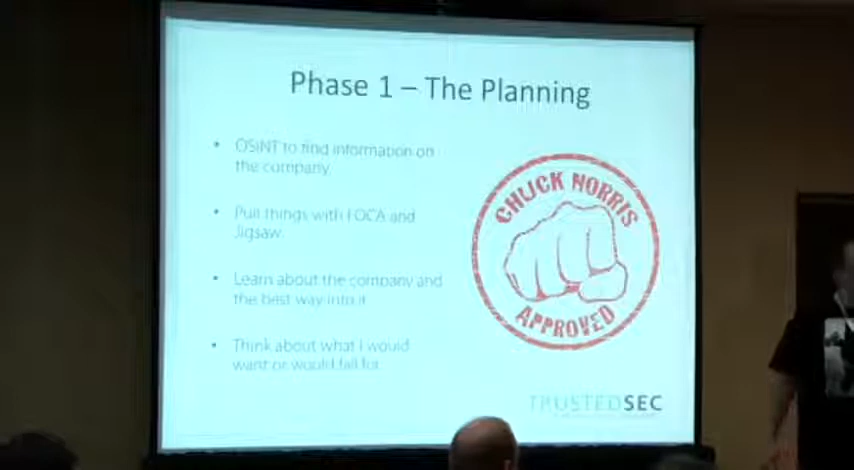 Phase 1 – The Planning
• OSINT to find information on
the company.
• Pull things with FOCA and
Jigsaw.
• Learn about the company and
the best way into it
• Think about what I would
want or would fall for.
CHUCK NORRIS
APPROVED
TRUSTEDSEC